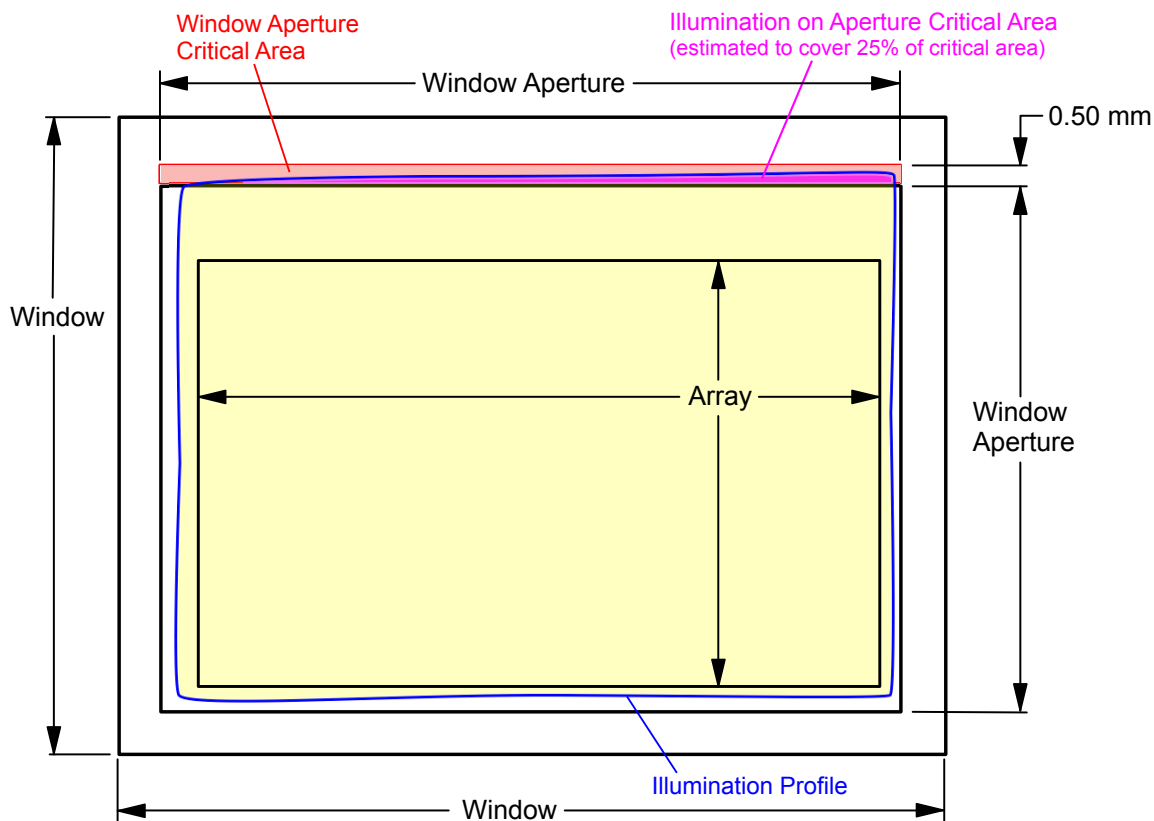 Window Aperture
Critical Area
Illumination on Aperture Critical Area
(estimated to cover 25% of critical area)
Window Aperture
0.50 mm
Window
Array
Window
Aperture
Illumination Profile
Window